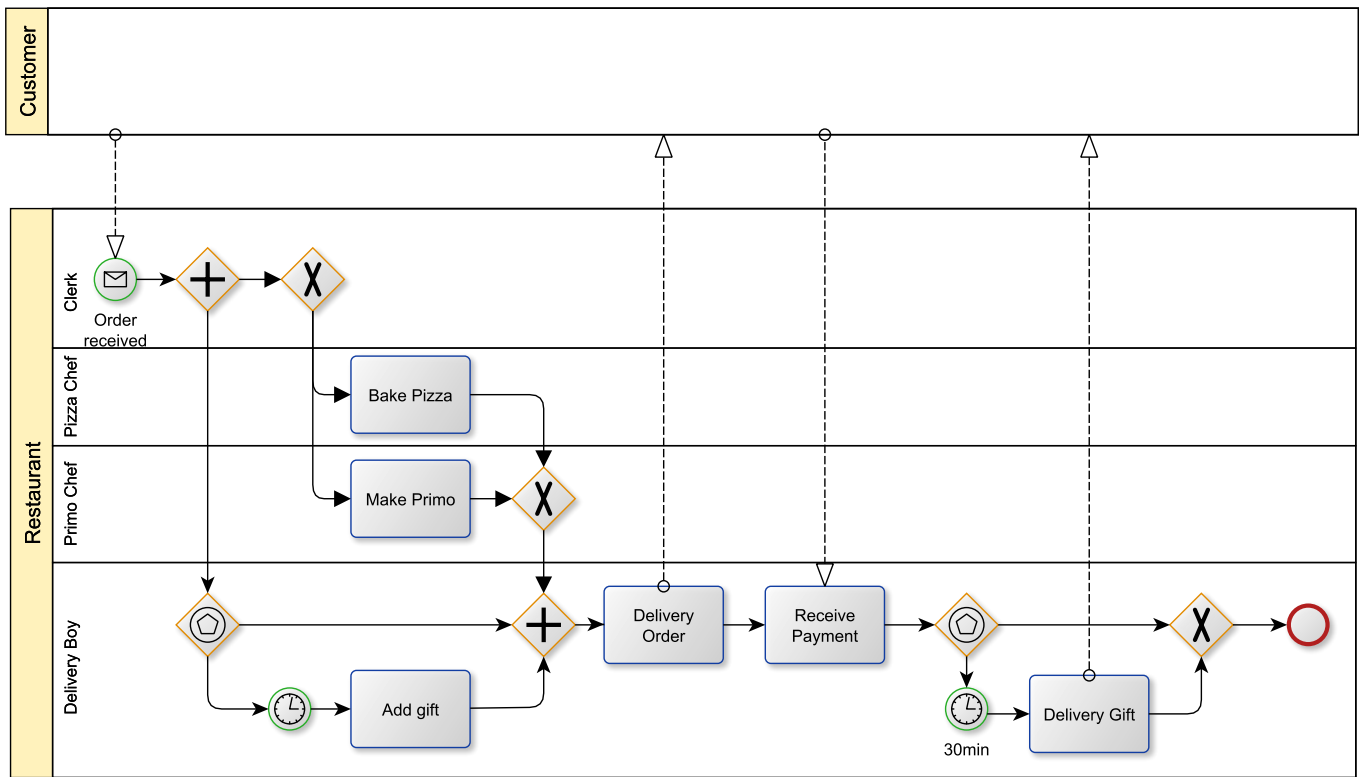 Customer
Restaurant
Clerk
Order
received
Pizza Chef
Bake Pizza
Primo Chef
Make Primo
Delivery Boy
Delivery
Order
Receive
Payment
Add gift
30min
Delivery Gift